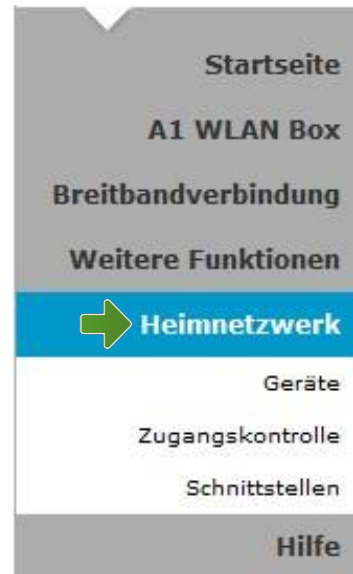 Startseite
A1 WLAN Box
Breitbandverbindung
Weitere Funktionen
Heimnetzwerk
Geräte
Zugangskontrolle
Schnittstellen
Hilfe